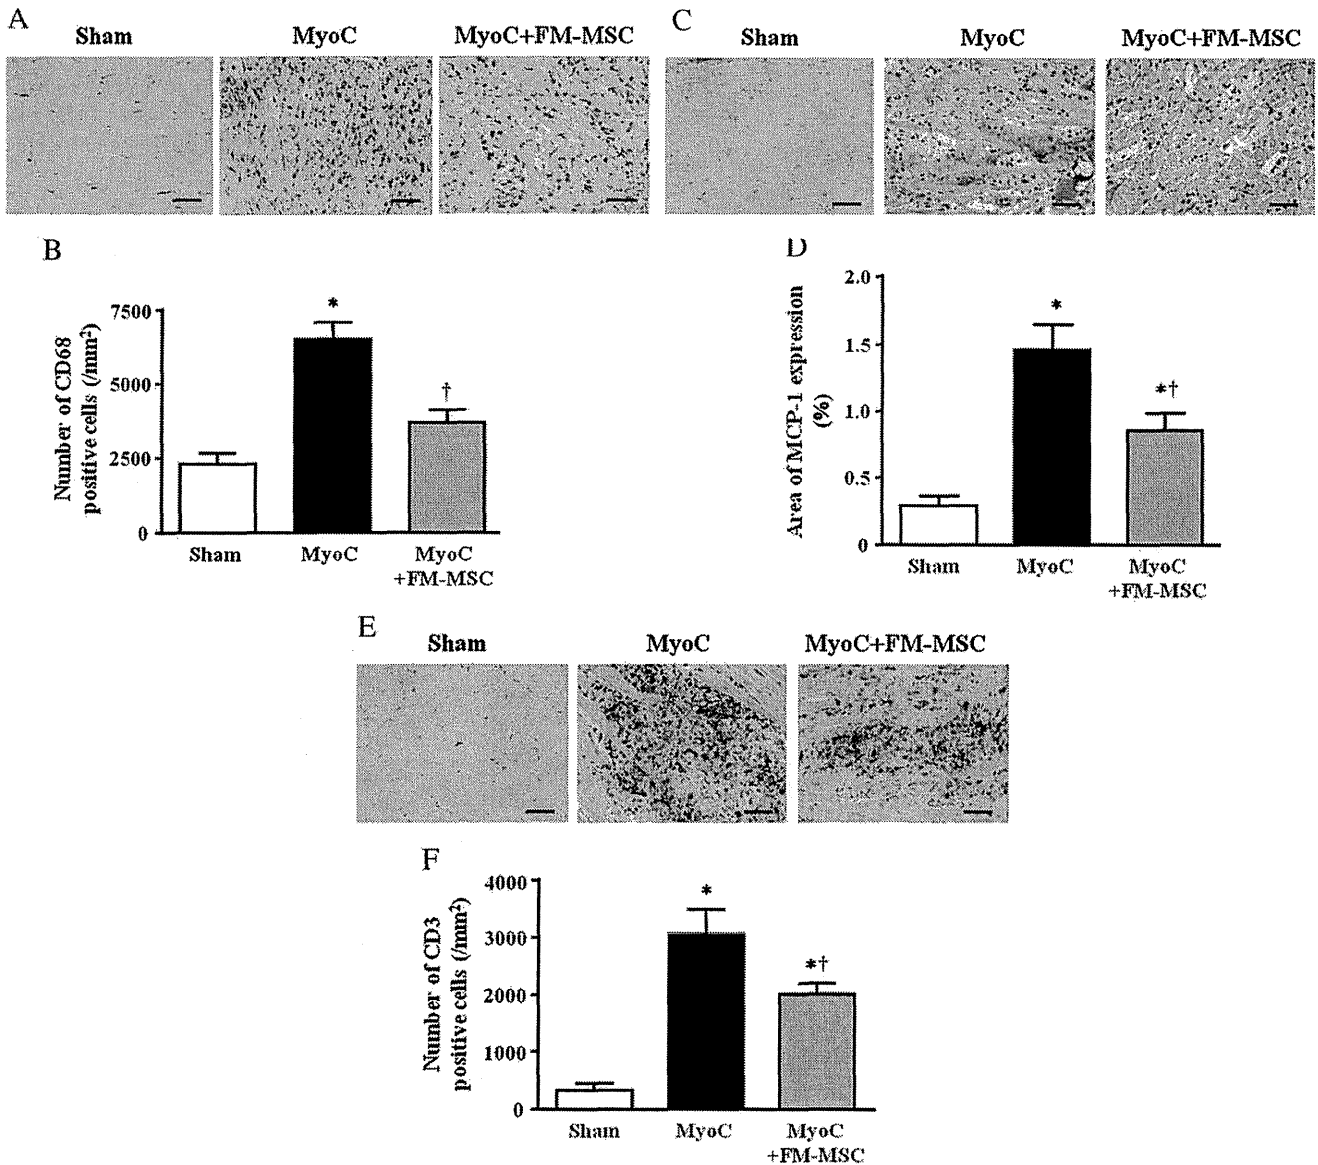 A
Sham MyoC MyoC+FM-MSC
C
Sham MyoC MyoC+FM-MSC
B
Number of CD68
positive cells (/mm²)
7500
5000
2500
0
*
†
Sham MyoC MyoC
+FM-MSC
D
Area of MCP-1 expression
(%)
2.0
1.5
1.0
0.5
0
*
*†
Sham MyoC MyoC
+FM-MSC
E
Sham MyoC MyoC+FM-MSC
F
Number of CD3
positive cells (/mm²)
4000
3000
2000
1000
0
*
*†
Sham MyoC MyoC
+FM-MSC